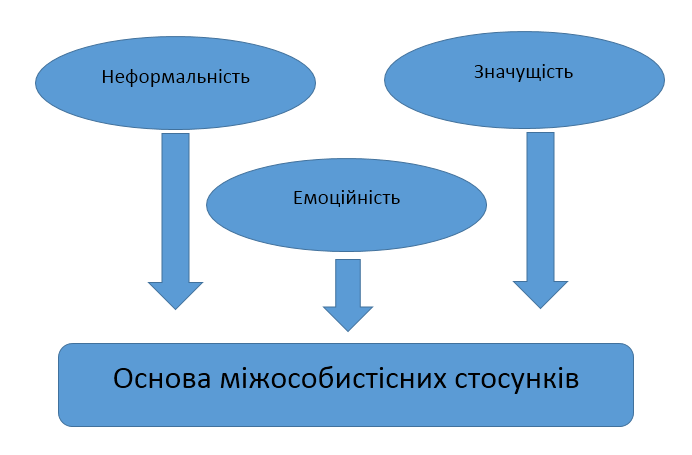 Неформальність
Значущість
Емоційність
Основа міжособистісних стосунків